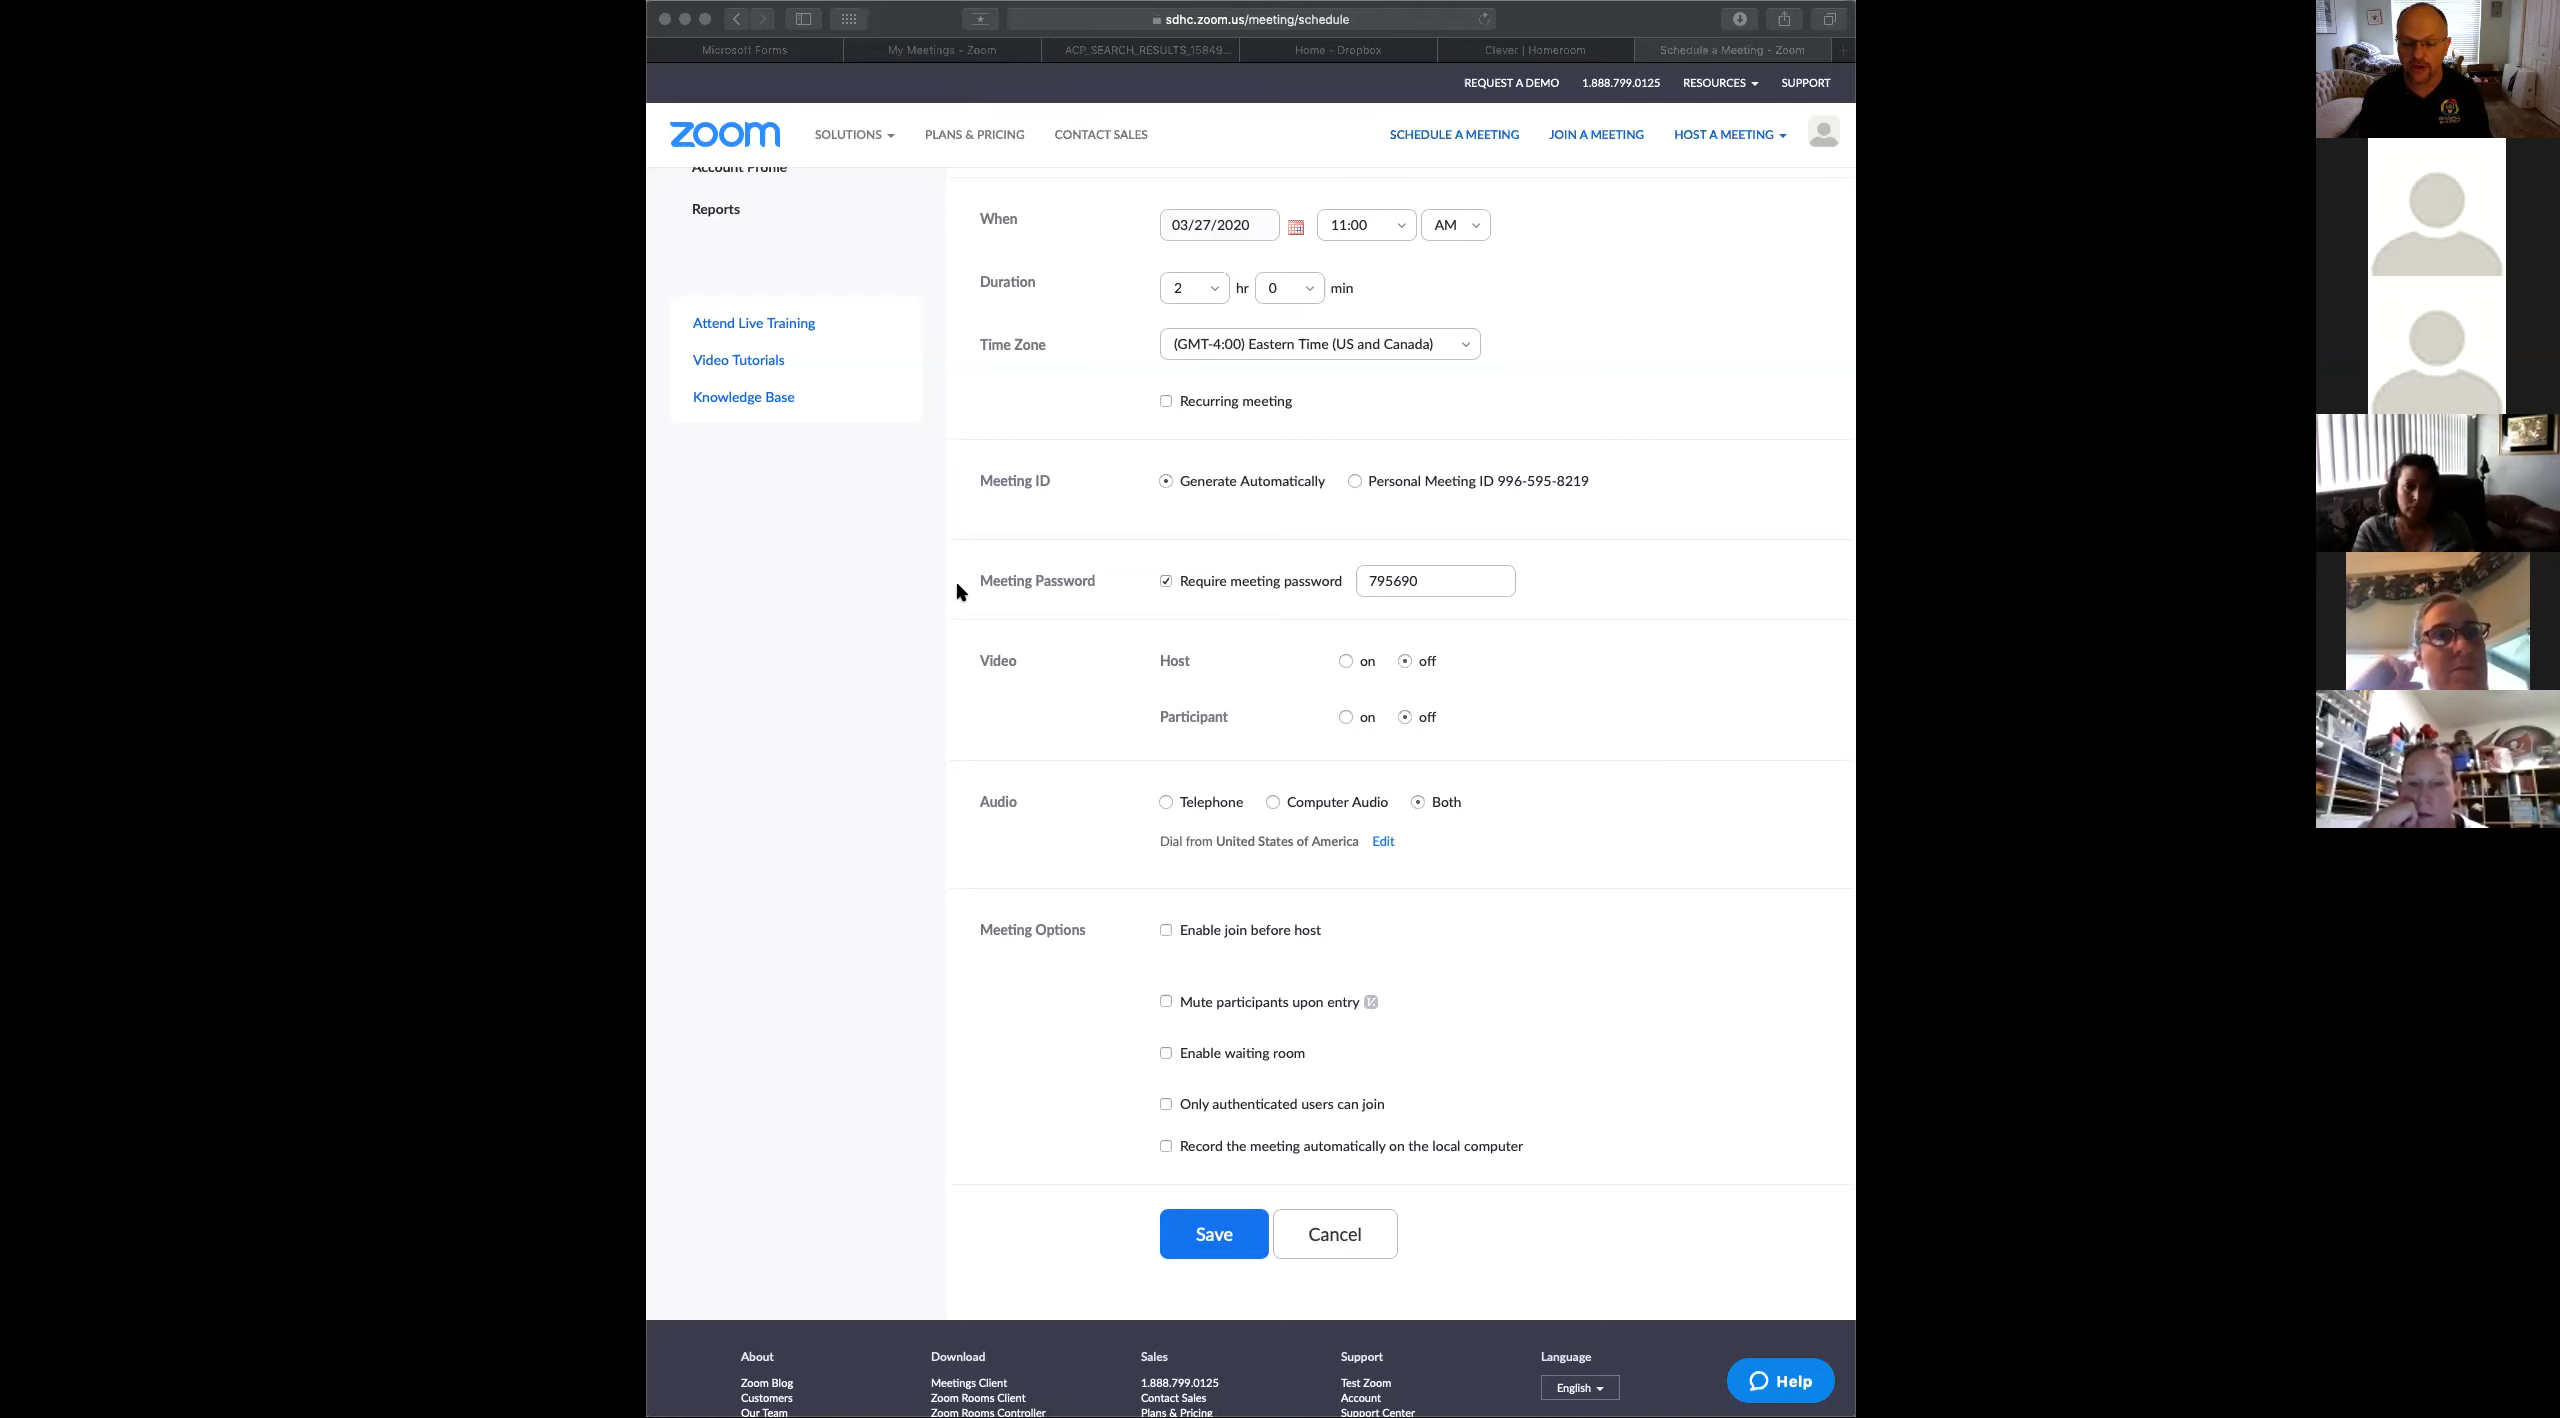 sdhc.zoom.us/meeting/schedule
Microsoft Forms
My Meetings - Zoom
ACP_SEARCH_RESULTS_15849...
Home - Dropbox
Clever | Homeroom
Schedule a Meeting - Zoom
REQUEST A DEMO 1.888.799.0125 RESOURCES SUPPORT
zoom SOLUTIONS PLANS & PRICING CONTACT SALES SCHEDULE A MEETING JOIN A MEETING HOST A MEETING
Account Profile
Reports
Attend Live Training
Video Tutorials
Knowledge Base
When 03/27/2020 11:00 AM
Duration 2 hr 0 min
Time Zone (GMT-4:00) Eastern Time (US and Canada)
Recurring meeting
Meeting ID Generate Automatically Personal Meeting ID 996-595-8219
Meeting Password Require meeting password 795690
Video Host on off
Participant on off
Audio Telephone Computer Audio Both
Dial from United States of America Edit
Meeting Options Enable join before host
Mute participants upon entry
Enable waiting room
Only authenticated users can join
Record the meeting automatically on the local computer
Save Cancel
About Download Sales Support Language
Zoom Blog Meetings Client 1.888.799.0125 Test Zoom English
Customers Zoom Rooms Client Contact Sales Account
Our Team Zoom Rooms Controller Plans & Pricing Support Center
Help